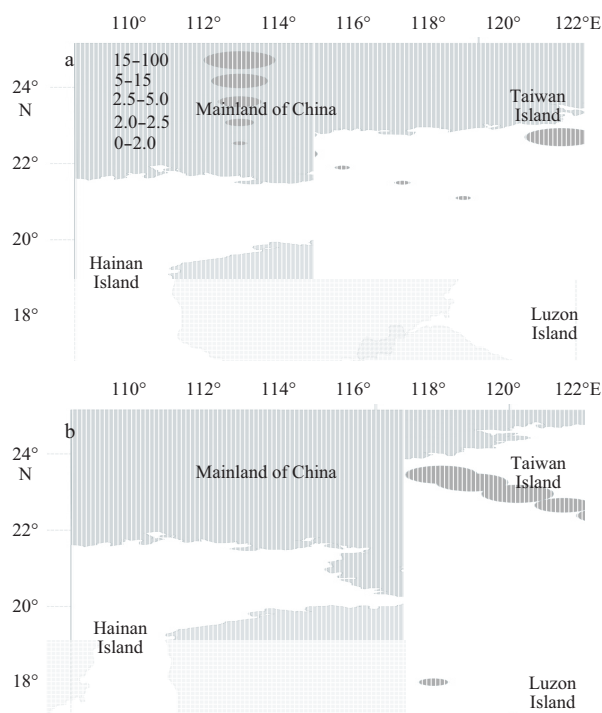 110° 112° 114° 116° 118° 120° 122°E
a
15-100
24°
5-15
N
2.5-5.0
Mainland of China
Taiwan
Island
2.0-2.5
0-2.0
22°
20°
Hainan
Island
18°
Luzon
Island
110° 112° 114° 116° 118° 120° 122°E
b
24°
N
Mainland of China
Taiwan
Island
22°
20°
Hainan
Island
18°
Luzon
Island